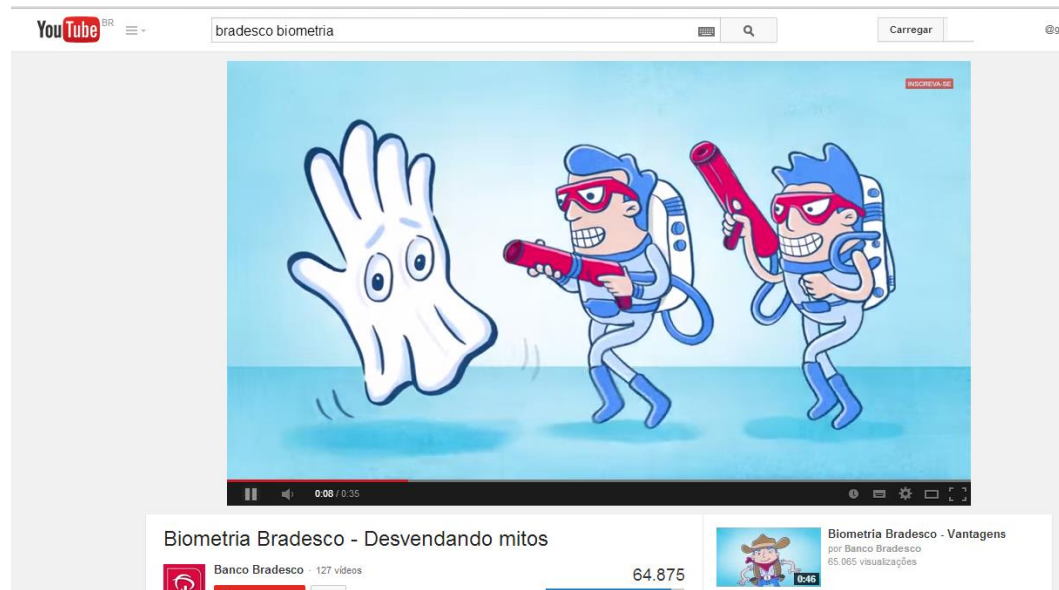 YouTube BR
bradesco biometria
Carregar
INSCREVA-SE
0:08 / 0:35
Biometria Bradesco - Desvendando mitos
Banco Bradesco · 127 vídeos
64.875
Biometria Bradesco - Vantagens
por Banco Bradesco
65.065 visualizações
0:46